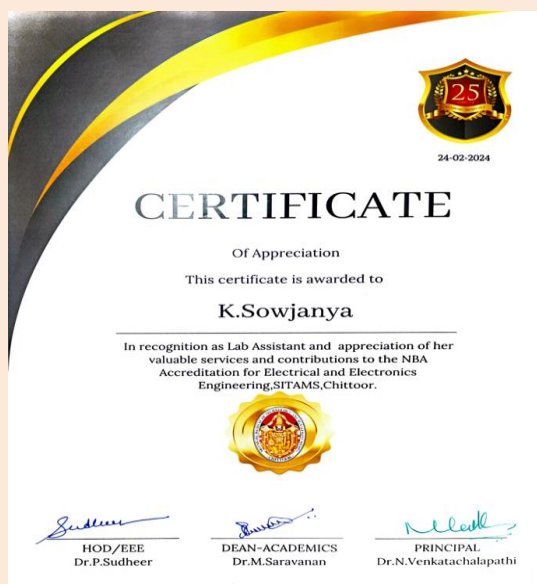 25
24-02-2024
CERTIFICATE
Of Appreciation
This certificate is awarded to
K.Sowjanya
In recognition as Lab Assistant and appreciation of her
valuable services and contributions to the NBA
Accreditation for Electrical and Electronics
Engineering,SITAMS,Chittoor.
Sudheer
HOD/EEE
Dr.P.Sudheer
DEAN-ACADEMICS
Dr.M.Saravanan
PRINCIPAL
Dr.N.Venkatachalapathi